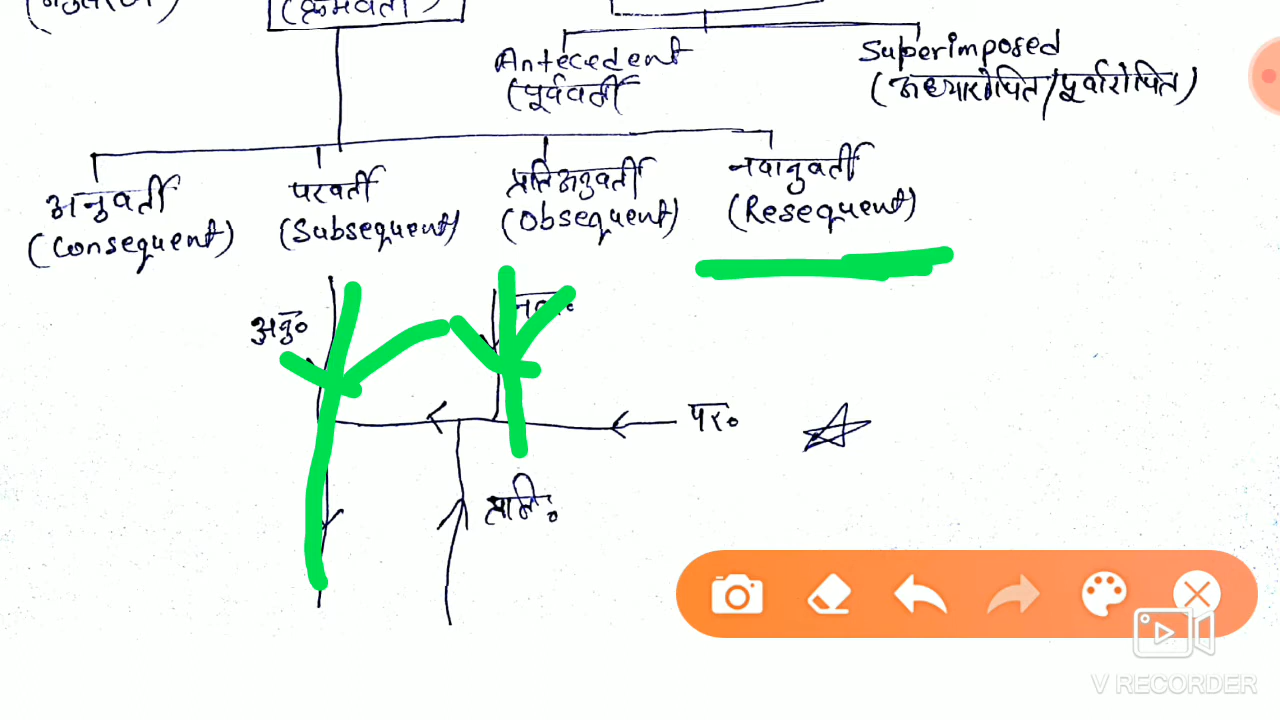 (क्रमवर्ती)
Antecedent
(पूर्ववर्ती
Superimposed
(अध्यारोपित/पूर्वारोपित)
अनुवर्ती
(Consequent)
परवर्ती
(Subsequent)
प्रतिअनुवर्ती
(Obsequent)
नवानुवर्ती
(Resequent)
अनु०
पर०
प्रति०
V RECORDER